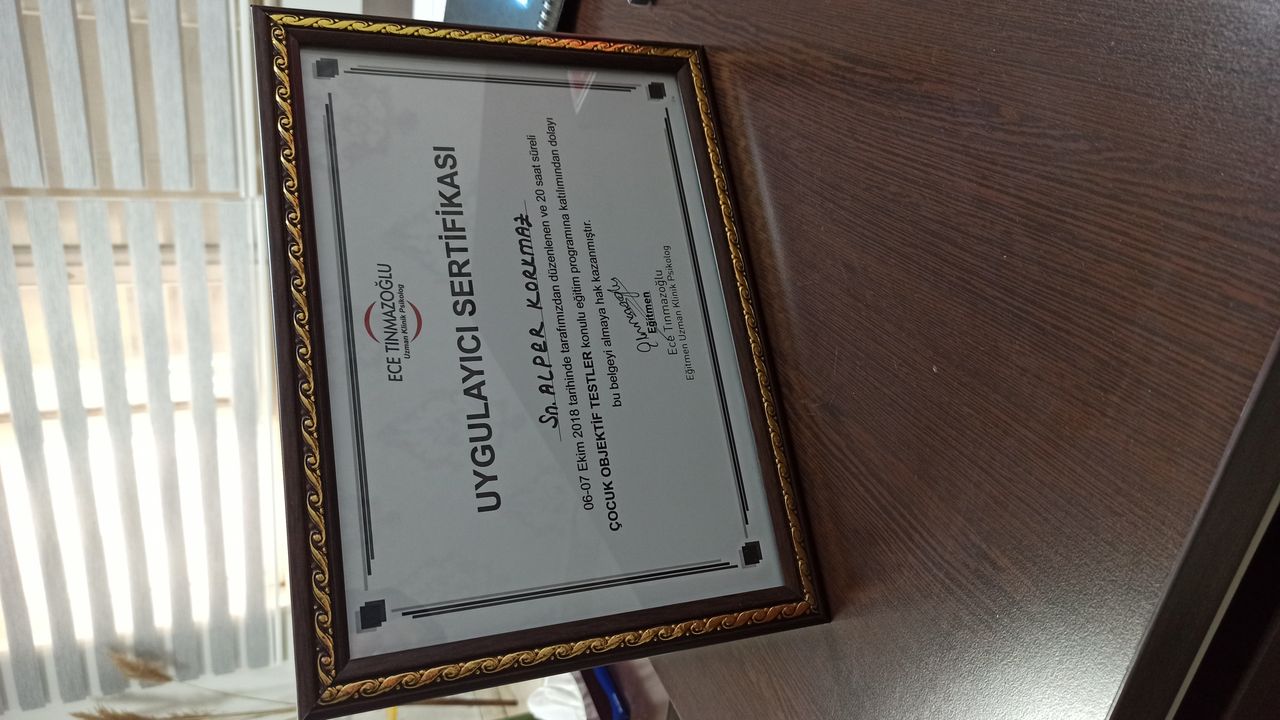 ECE TINMAZOĞLU
Uzman Klinik Psikolog
UYGULAYICI SERTİFİKASI
Sn. ALPER KORKMAZ
06-07 Ekim 2018 tarihinde tarafımızdan düzenlenen ve 20 saat süreli
ÇOCUK OBJEKTİF TESTLER konulu eğitim programına katılımından dolayı
bu belgeyi almaya hak kazanmıştır.
Eğitmen
Ece Tınmazoğlu
Eğitmen Uzman Klinik Psikolog